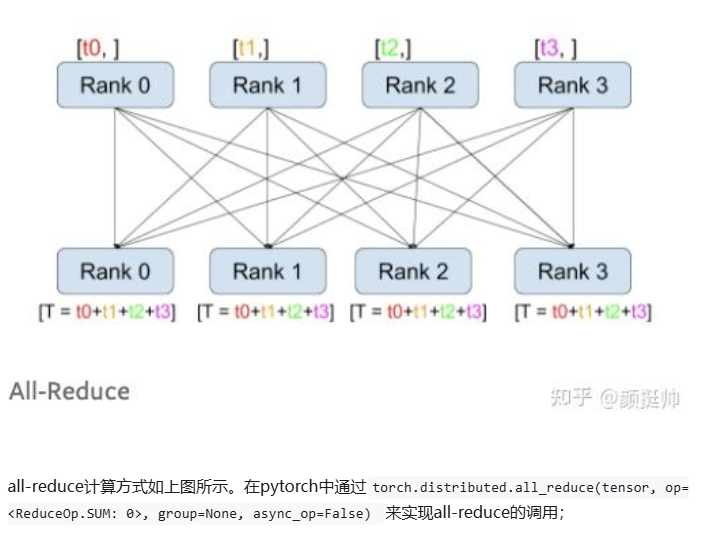 [t0, ] [t1,] [t2,] [t3, ]
Rank 0 Rank 1 Rank 2 Rank 3
Rank 0 Rank 1 Rank 2 Rank 3
[T = t0+t1+t2+t3] [T = t0+t1+t2+t3] [T = t0+t1+t2+t3] [T = t0+t1+t2+t3]
All-Reduce
知乎 @颜挺帅
all-reduce计算方式如上图所示。在pytorch中通过 torch.distributed.all_reduce(tensor, op=
<ReduceOp.SUM: 0>, group=None, async_op=False) 来实现all-reduce的调用；